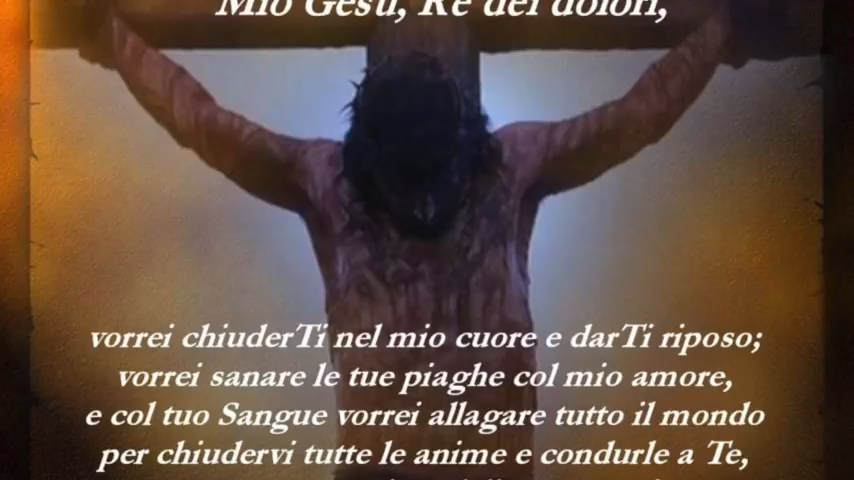 Mio Gesù, Re dei dolori,
vorrei chiuderTi nel mio cuore e darTi riposo;
vorrei sanare le tue piaghe col mio amore,
e col tuo Sangue vorrei allagare tutto il mondo
per chiudervi tutte le anime e condurle a Te,